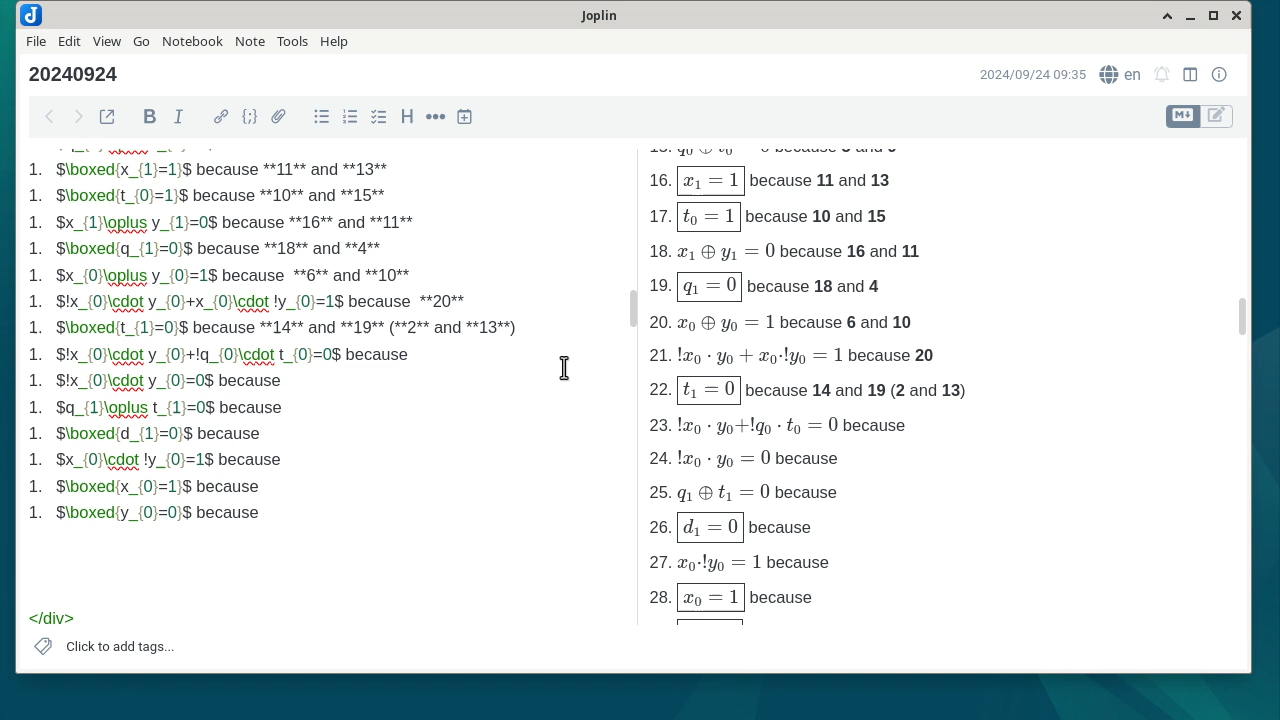 Joplin
File Edit View Go Notebook Note Tools Help
20240924
2024/09/24 09:35 en
1. $\boxed{x_{1}=1}$ because **11** and **13**
1. $\boxed{t_{0}=1}$ because **10** and **15**
1. $x_{1}\oplus y_{1}=0$ because **16** and **11**
1. $\boxed{q_{1}=0}$ because **18** and **4**
1. $x_{0}\oplus y_{0}=1$ because  **6** and **10**
1. $!x_{0}\cdot y_{0}+x_{0}\cdot !y_{0}=1$ because  **20**
1. $\boxed{t_{1}=0}$ because **14** and **19** (**2** and **13**)
1. $!x_{0}\cdot y_{0}+!q_{0}\cdot t_{0}=0$ because
1. $!x_{0}\cdot y_{0}=0$ because
1. $q_{1}\oplus t_{1}=0$ because
1. $\boxed{d_{1}=0}$ because
1. $x_{0}\cdot !y_{0}=1$ because
1. $\boxed{x_{0}=1}$ because
1. $\boxed{y_{0}=0}$ because
</div>
16. x₁ = 1 because 11 and 13
17. t₀ = 1 because 10 and 15
18. x₁ ⊕ y₁ = 0 because 16 and 11
19. q₁ = 0 because 18 and 4
20. x₀ ⊕ y₀ = 1 because 6 and 10
21. !x₀ · y₀ + x₀·!y₀ = 1 because 20
22. t₁ = 0 because 14 and 19 (2 and 13)
23. !x₀ · y₀+!q₀ · t₀ = 0 because
24. !x₀ · y₀ = 0 because
25. q₁ ⊕ t₁ = 0 because
26. d₁ = 0 because
27. x₀·!y₀ = 1 because
28. x₀ = 1 because
Click to add tags...